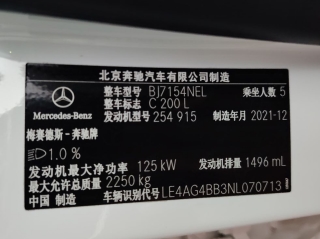 北京奔驰汽车有限公司制造
整车型号 BJ7154NEL 乘坐人数 5
整车标志 C 200 L
Mercedes-Benz 发动机型号 254 915 制造年月 2021-12
梅赛德斯-奔驰牌
1.0 %
发动机最大净功率 125 kW 发动机排量 1496 mL
最大允许总质量 2250 kg
中国 制造 车辆识别代号 LE4AG4BB3NL070713